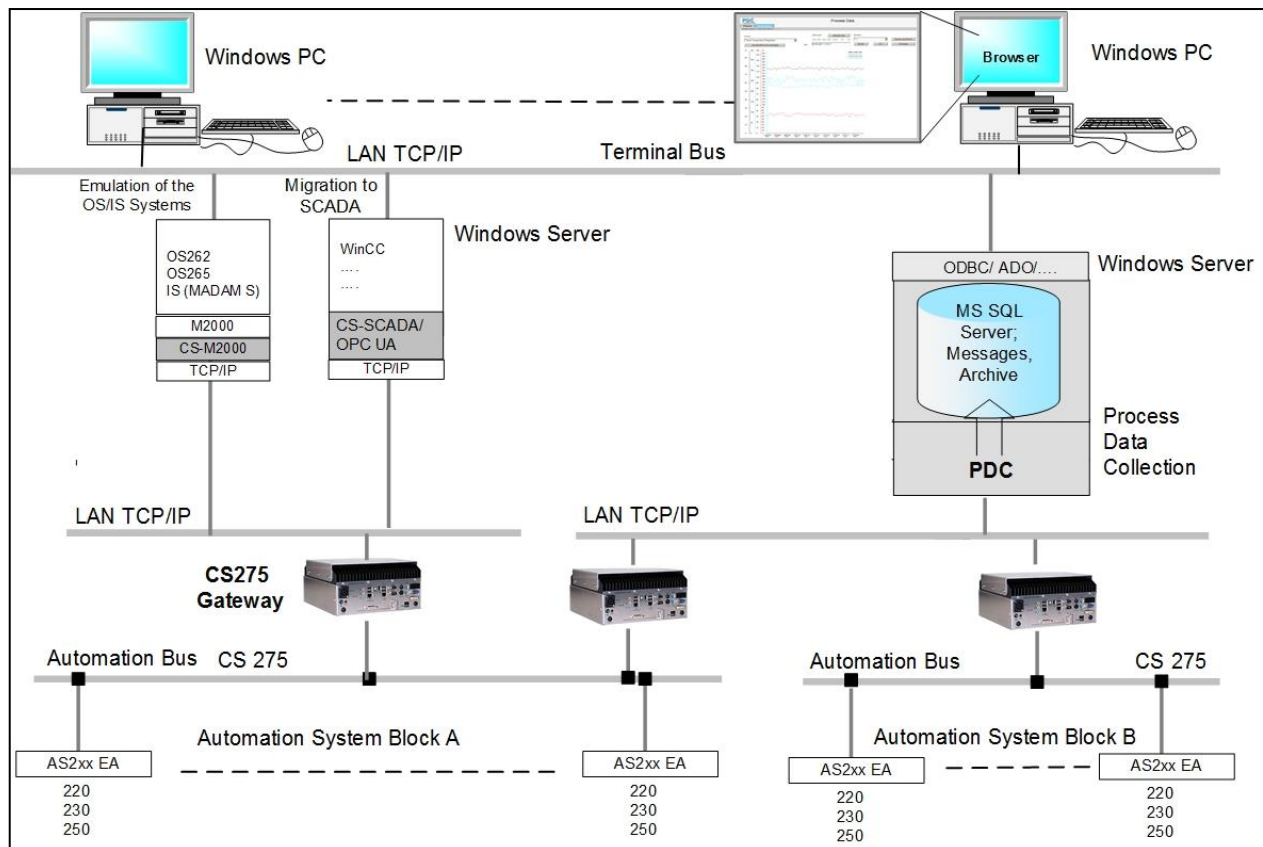 PDC
Process Data
Windows PC
Browser
Windows PC
LAN TCP/IP
Terminal Bus
Emulation of the
OS/IS Systems
Migration to
SCADA
Windows Server
OS262
OS265
IS (MADAM S)
M2000
CS-M2000
TCP/IP
WinCC
....
....
CS-SCADA/
OPC UA
TCP/IP
ODBC/ ADO/....
Windows Server
MS SQL
Server;
Messages,
Archive
PDC
Process
Data
Collection
LAN TCP/IP
LAN TCP/IP
CS275
Gateway
Automation Bus
CS 275
Automation Bus
CS 275
Automation System Block A
Automation System Block B
AS2xx EA
220
230
250
AS2xx EA
220
230
250
AS2xx EA
220
230
250
AS2xx EA
220
230
250